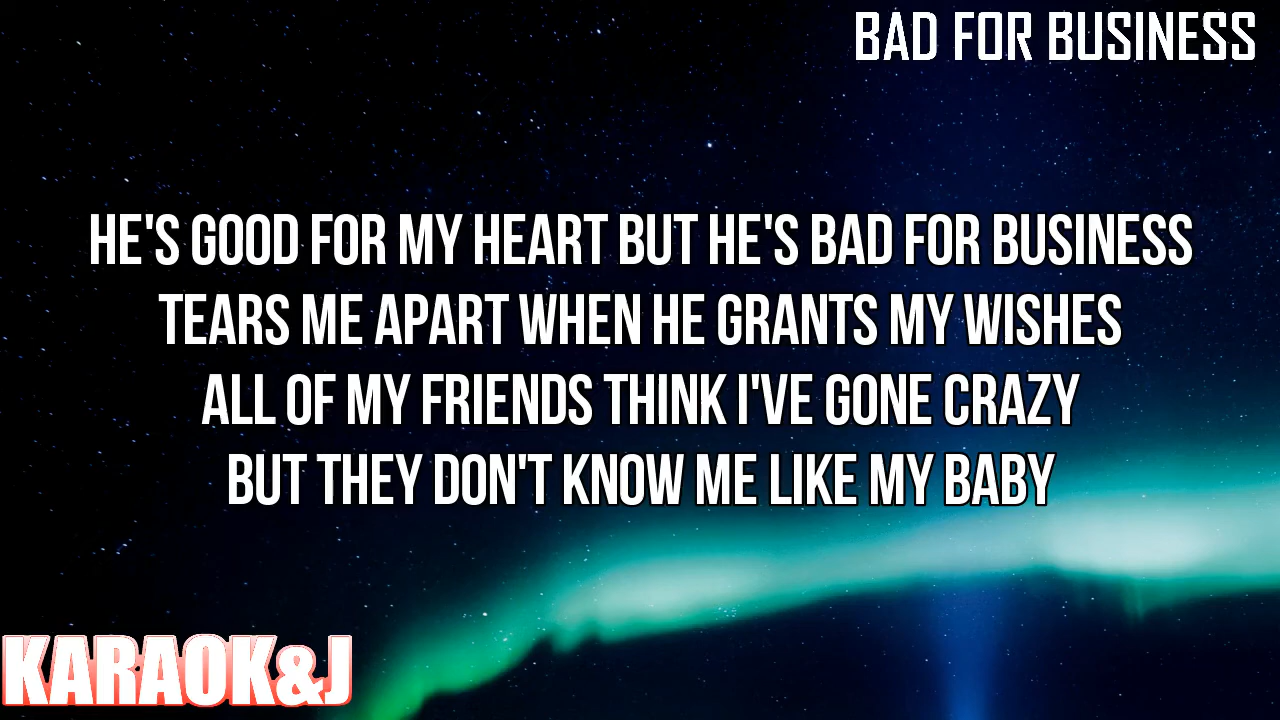 BAD FOR BUSINESS
HE'S GOOD FOR MY HEART BUT HE'S BAD FOR BUSINESS
TEARS ME APART WHEN HE GRANTS MY WISHES
ALL OF MY FRIENDS THINK I'VE GONE CRAZY
BUT THEY DON'T KNOW ME LIKE MY BABY
KARAOK&J